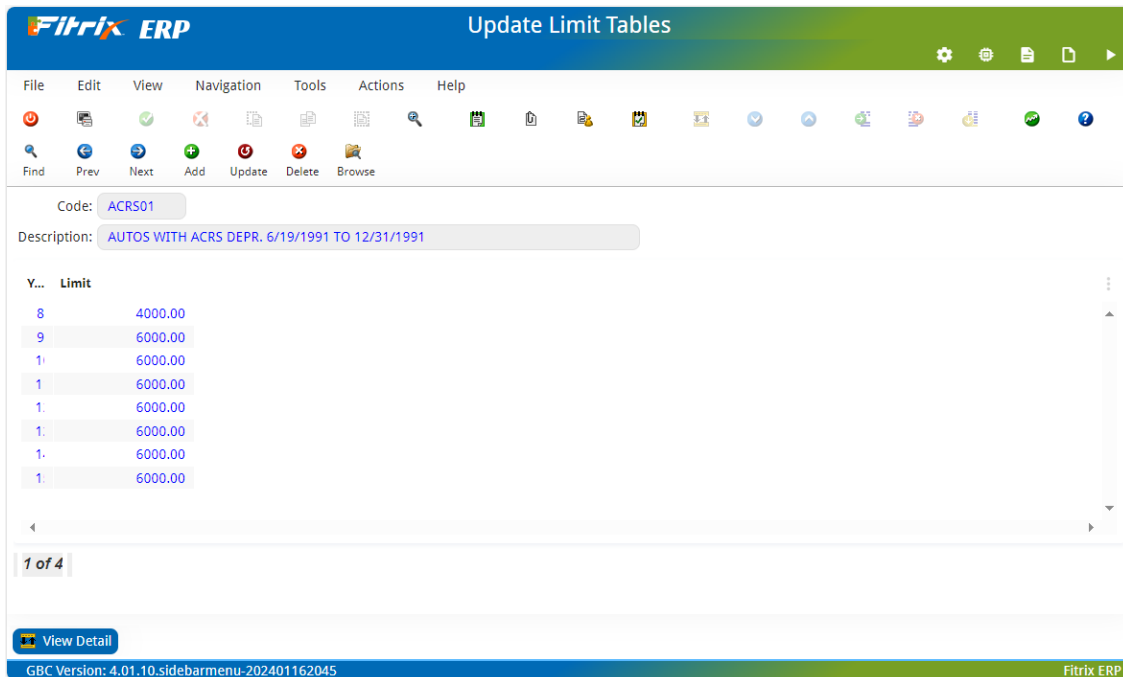 Fitrix ERP
Update Limit Tables
File Edit View Navigation Tools Actions Help
Find Prev Next Add Update Delete Browse
Code: ACRS01
Description: AUTOS WITH ACRS DEPR. 6/19/1991 TO 12/31/1991
Y... Limit
8 4000.00
9 6000.00
6000.00
6000.00
6000.00
6000.00
6000.00
6000.00
1 of 4
View Detail
GBC Version: 4.01.10.sidebarmenu-202401162045
Fitrix ERP